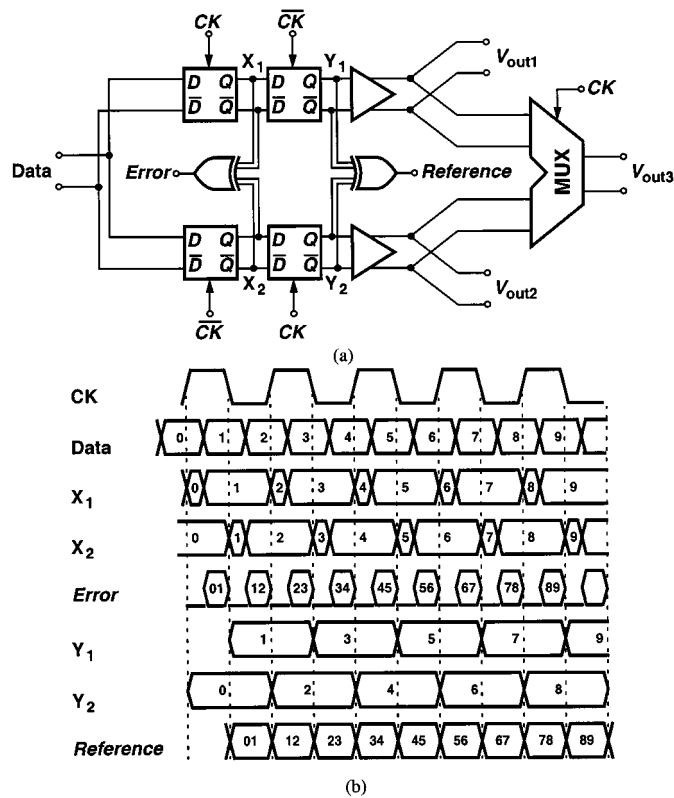 CK
C̅K̅
X₁
Y₁
D Q D Q
D̅ Q̅ D̅ Q̅
Vout1
CK
Data
Error
Reference
MUX
Vout3
D Q D Q
D̅ Q̅ D̅ Q̅
X₂
Y₂
Vout2
C̅K̅
CK
(a)
CK
Data 0 1 2 3 4 5 6 7 8 9
X₁ 0 1 2 3 4 5 6 7 8 9
X₂ 0 1 2 3 4 5 6 7 8 9
Error 01 12 23 34 45 56 67 78 89
Y₁ 1 3 5 7 9
Y₂ 0 2 4 6 8
Reference 01 12 23 34 45 56 67 78 89
(b)